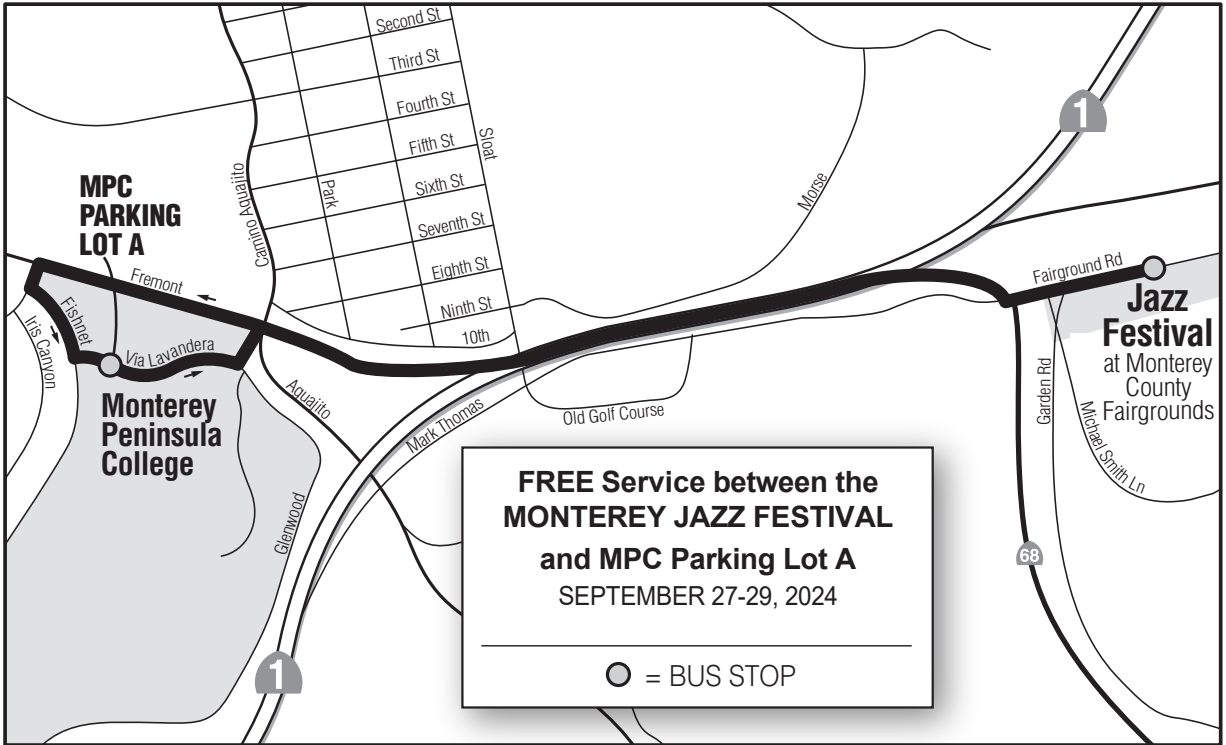 Second St
Third St
Fourth St
Fifth St
Sixth St
Seventh St
Eighth St
Ninth St
10th
Sloat
Park
Camino Aguajito
Morse
1
MPC
PARKING
LOT A
Fremont
Fishnet
Iris Canyon
Via Lavandera
Monterey
Peninsula
College
Aguajito
Glenwood
Mark Thomas
Old Golf Course
Fairground Rd
Jazz
Festival
at Monterey
County
Fairgrounds
Garden Rd
Michael Smith Ln
68
1
FREE Service between the
MONTEREY JAZZ FESTIVAL
and MPC Parking Lot A
SEPTEMBER 27-29, 2024
= BUS STOP